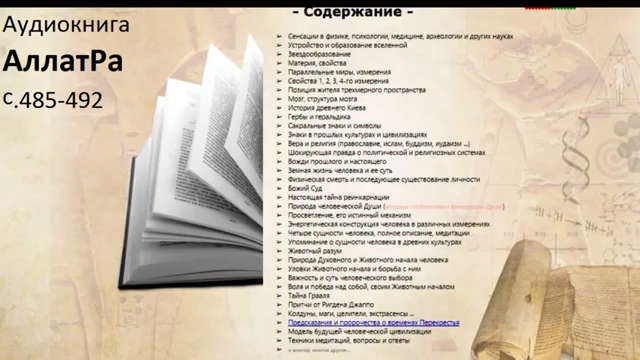 Аудиокнига
АллатРа
с.485-492
- Содержание -
Сенсации в физике, психологии, медицине, археологии и других науках
Устройство и образование вселенной
Звездообразование
Материя, свойства
Параллельные миры, измерения
Свойства 1, 2, 3, 4-го измерения
Позиция жителя трехмерного пространства
Мозг, структура мозга
История древнего Киева
Гербы и геральдика
Сакральные знаки и символы
Знаки в прошлых культурах и цивилизациях
Вера и религия (православие, ислам, буддизм, иудаизм ...)
Шокирующая правда о политической и религиозных системах
Вожди прошлого и настоящего
Земная жизнь человека и ее суть
Физическая смерть и последующее существование личности
Божий Суд
Настоящая тайна реинкарнации
Природа человеческой Души (
Просветление, его истинный механизм
Энергетическая конструкция человека в различных измерениях
Четыре сущности человека, полное описание, медитации
Упоминание о сущности человека в древних культурах
Животный разум
Природа Духовного и Животного начала человека
Уловки Животного начала и борьба с ним
Важность и суть человеческого выбора
Воля и победа над собой, своим Животным началом
Тайна Грааля
Притчи от Ригдена Джаппо
Колдуны, маги, целители, экстрасенсы ...
Предсказания и пророчества о временах Перекрестья
Модель будущей человеческой цивилизации
Техники медитаций, вопросы и ответы
и многое, многое другое...